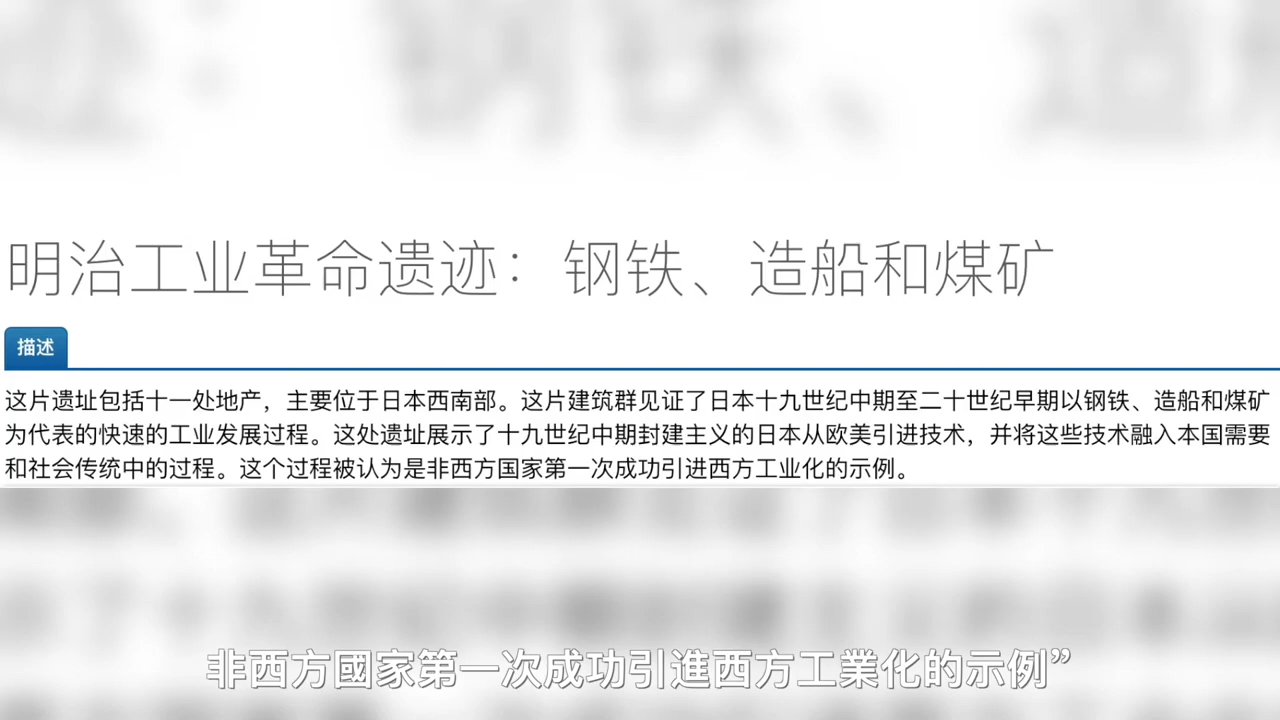 明治工业革命遗迹：钢铁、造船和煤矿
描述
这片遗址包括十一处地产，主要位于日本西南部。这片建筑群见证了日本十九世纪中期至二十世纪早期以钢铁、造船和煤矿
为代表的快速的工业发展过程。这处遗址展示了十九世纪中期封建主义的日本从欧美引进技术，并将这些技术融入本国需要
和社会传统中的过程。这个过程被认为是非西方国家第一次成功引进西方工业化的示例。
非西方國家第一次成功引進西方工業化的示例”